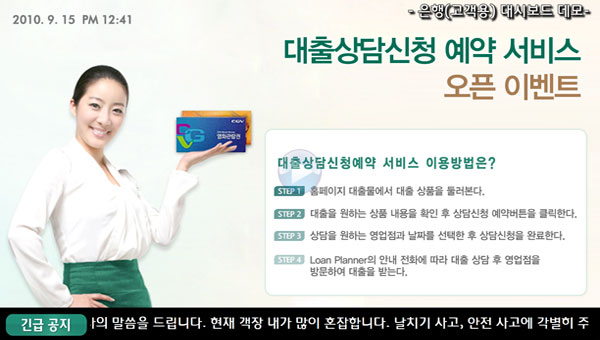 - 은행(고객용) 대시보드 데모-
2010. 9. 15 PM 12:41
대출상담신청 예약 서비스
오픈 이벤트
CGV
영화관람권
대출상담신청예약 서비스 이용방법은?
STEP 1 홈페이지 대출몰에서 대출 상품을 둘러본다.
STEP 2 대출을 원하는 상품 내용을 확인 후 상담신청 예약버튼을 클릭한다.
STEP 3 상담을 원하는 영업점과 날짜를 선택한 후 상담신청을 완료한다.
STEP 4 Loan Planner의 안내 전화에 따라 대출 상담 후 영업점을
방문하여 대출을 받는다.
긴급 공지 의 말씀을 드립니다. 현재 객장 내가 많이 혼잡합니다. 날치기 사고, 안전 사고에 각별히 주